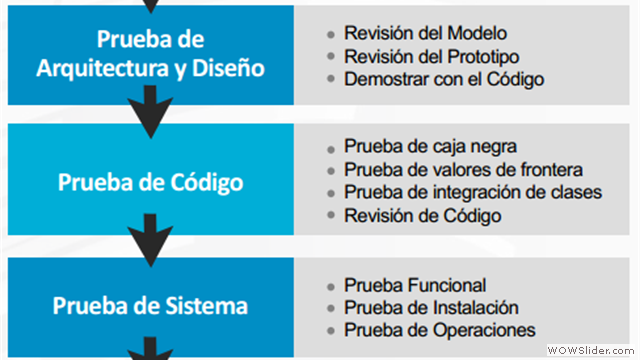 Prueba de
Arquitectura y Diseño
Revisión del Modelo
Revisión del Prototipo
Demostrar con el Código
Prueba de Código
Prueba de caja negra
Prueba de valores de frontera
Prueba de integración de clases
Revisión de Código
Prueba de Sistema
Prueba Funcional
Prueba de Instalación
Prueba de Operaciones
WOWSlider.com